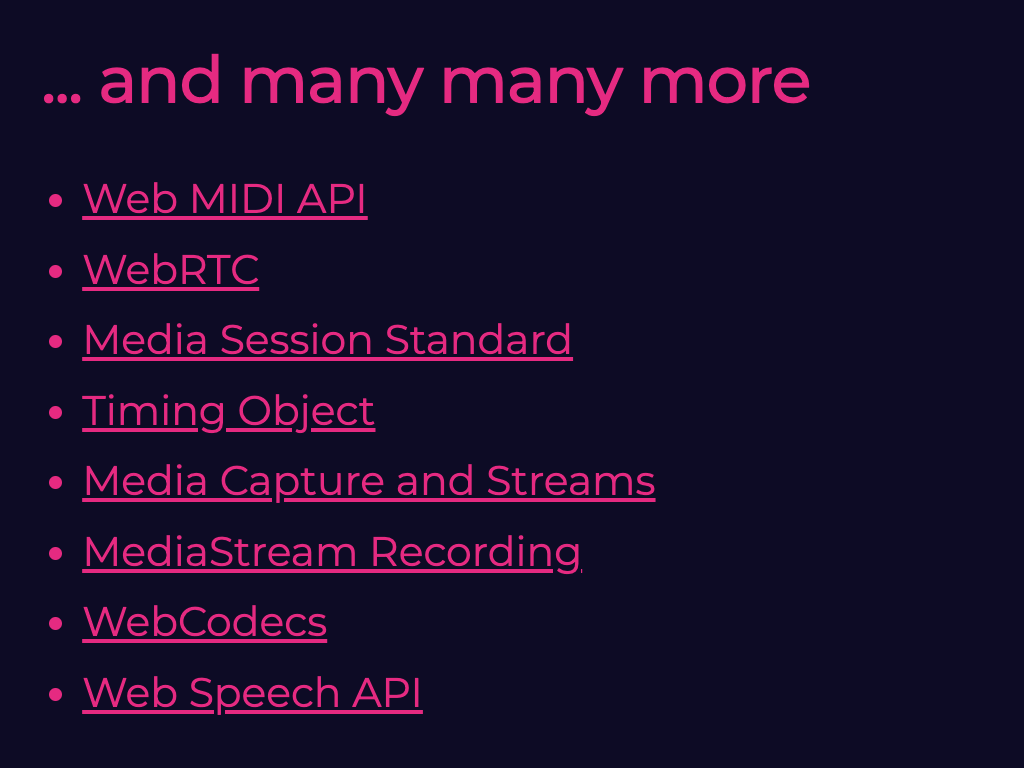 ... and many many more
• Web MIDI API
• WebRTC
• Media Session Standard
• Timing Object
• Media Capture and Streams
• MediaStream Recording
• WebCodecs
• Web Speech API